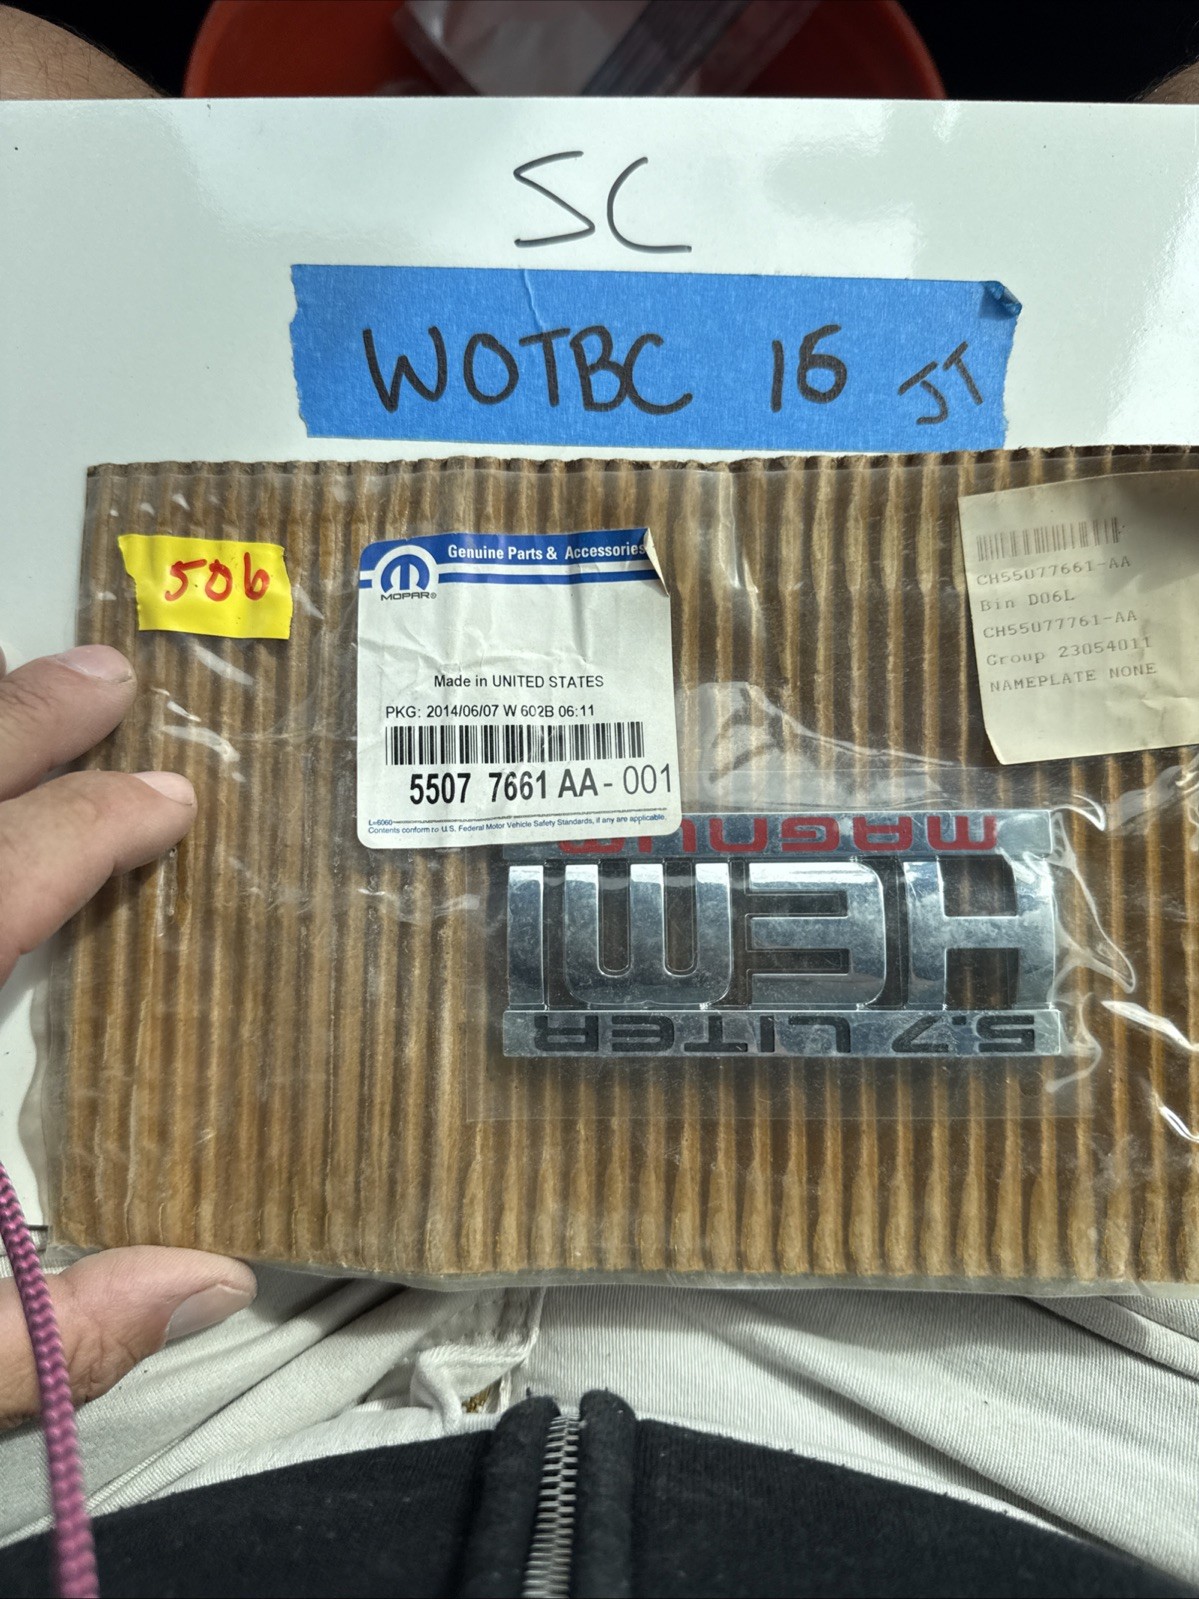 SC
WOTBC 16 JT
506
Genuine Parts & Accessories
MOPAR®
Made in UNITED STATES
PKG: 2014/06/07 W 602B 06:11
5507 7661 AA - 001
L=6060
Contents conform to U.S. Federal Motor Vehicle Safety Standards, if any are applicable.
CH55077661-AA
Bin D06L
CH55077761-AA
Group 23054011
NAMEPLATE NONE
5.7 LITER
HEMI
MAGNUM